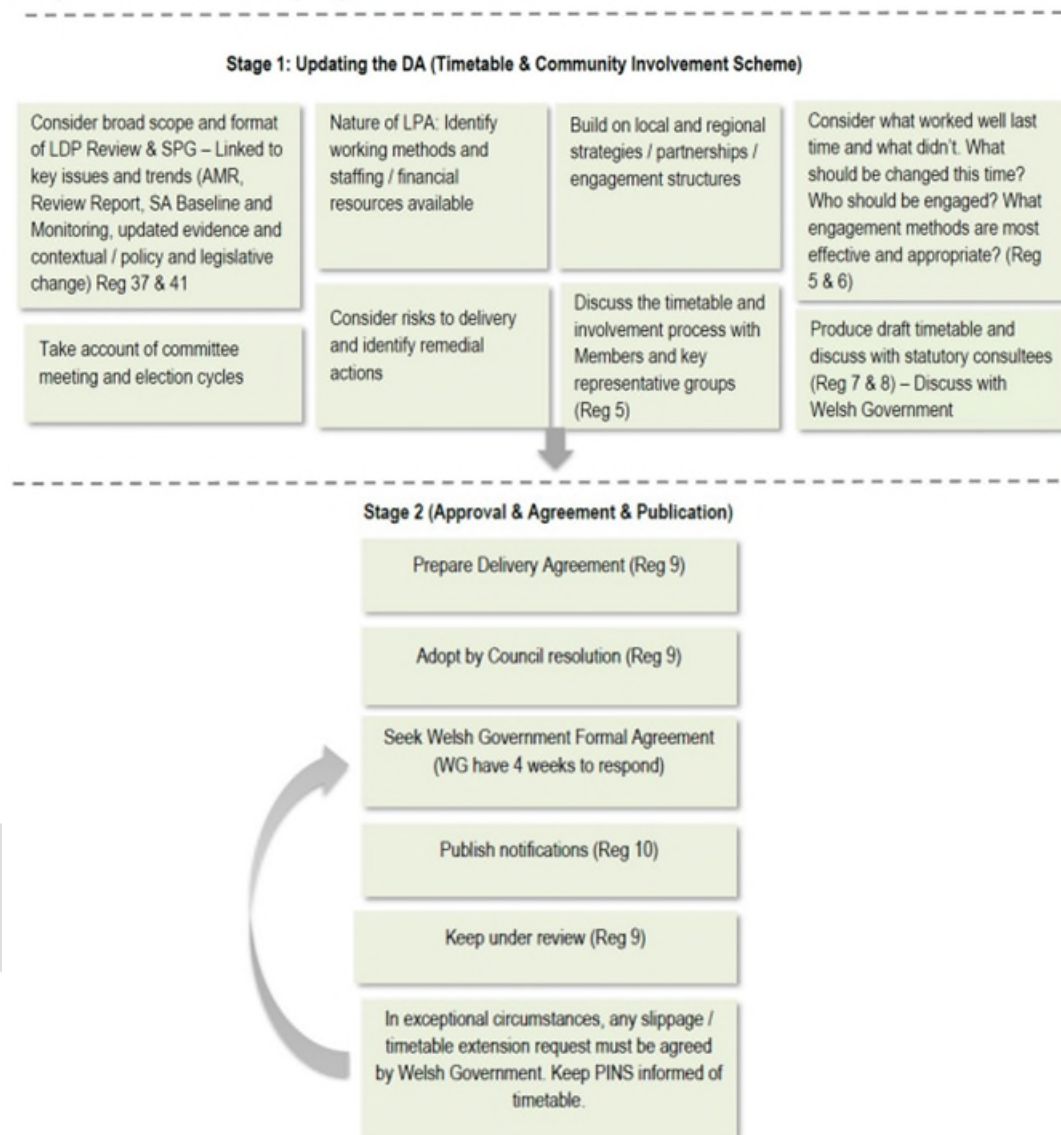 Stage 1: Updating the DA (Timetable & Community Involvement Scheme)
Consider broad scope and format
of LDP Review & SPG – Linked to
key issues and trends (AMR,
Review Report, SA Baseline and
Monitoring, updated evidence and
contextual / policy and legislative
change) Reg 37 & 41
Nature of LPA: Identify
working methods and
staffing / financial
resources available
Build on local and regional
strategies / partnerships /
engagement structures
Consider what worked well last
time and what didn't. What
should be changed this time?
Who should be engaged? What
engagement methods are most
effective and appropriate? (Reg
5 & 6)
Take account of committee
meeting and election cycles
Consider risks to delivery
and identify remedial
actions
Discuss the timetable and
involvement process with
Members and key
representative groups
(Reg 5)
Produce draft timetable and
discuss with statutory consultees
(Reg 7 & 8) – Discuss with
Welsh Government
Stage 2 (Approval & Agreement & Publication)
Prepare Delivery Agreement (Reg 9)
Adopt by Council resolution (Reg 9)
Seek Welsh Government Formal Agreement
(WG have 4 weeks to respond)
Publish notifications (Reg 10)
Keep under review (Reg 9)
In exceptional circumstances, any slippage /
timetable extension request must be agreed
by Welsh Government. Keep PINS informed of
timetable.